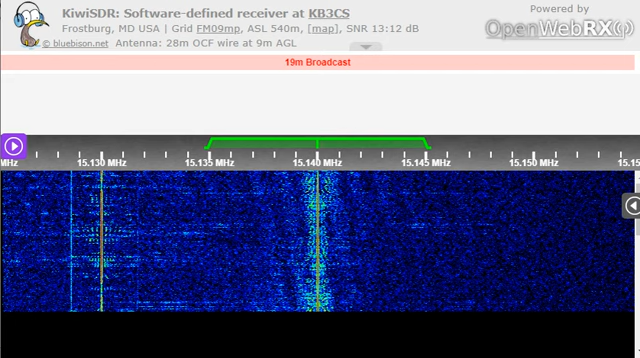 KiwiSDR: Software-defined receiver at KB3CS
Powered by
Frostburg, MD USA | Grid FM09mp, ASL 540m, [map], SNR 13:12 dB
OpenWebRX
© bluebison.net Antenna: 28m OCF wire at 9m AGL
19m Broadcast
MHz 15.130 MHz 15.135 MHz 15.140 MHz 15.145 MHz 15.150 MHz 15.15